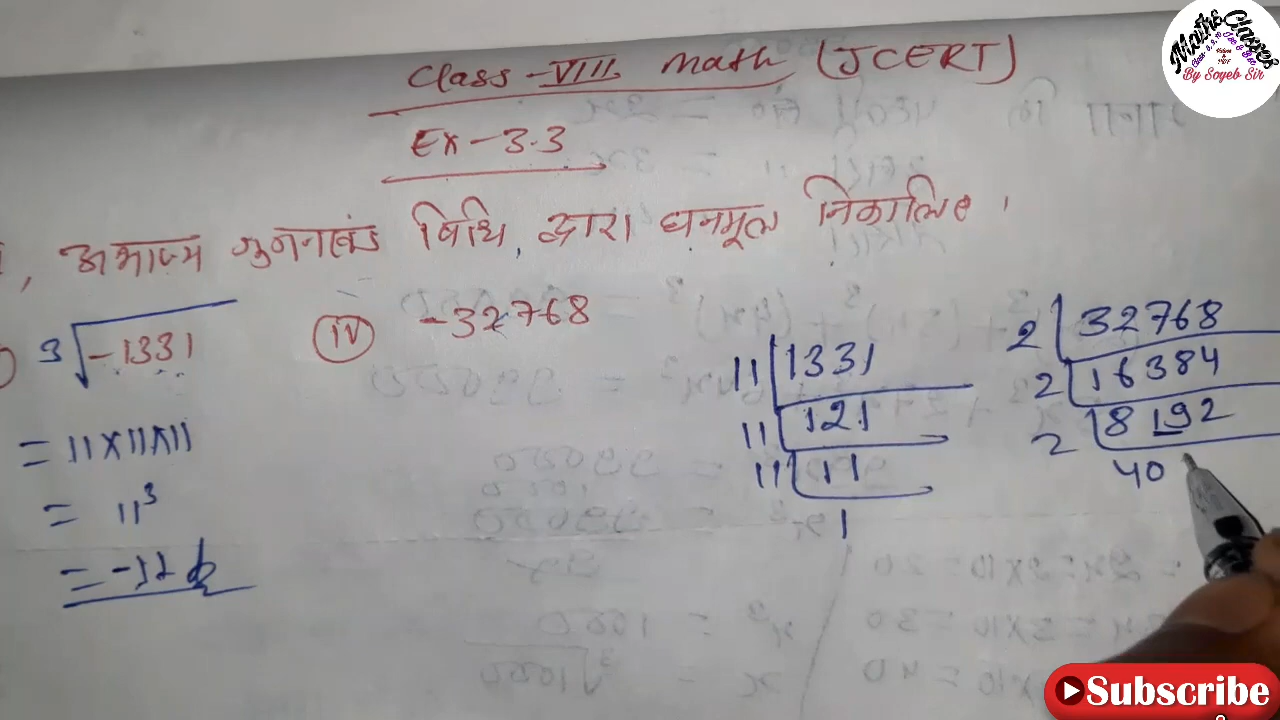 Class-VIII Math (JCERT)
Ex-3.3
अभाज्य गुणनखंड विधि द्वारा घनमूल निकालिए।
3√-1331
= 11×11×11
= 11³
= -11
(iv) -32768
11 | 1331
11 | 121
11 | 11
1
2 | 32768
2 | 16384
2 | 8192
40
Maths Classes
By Soyeb Sir
Subscribe